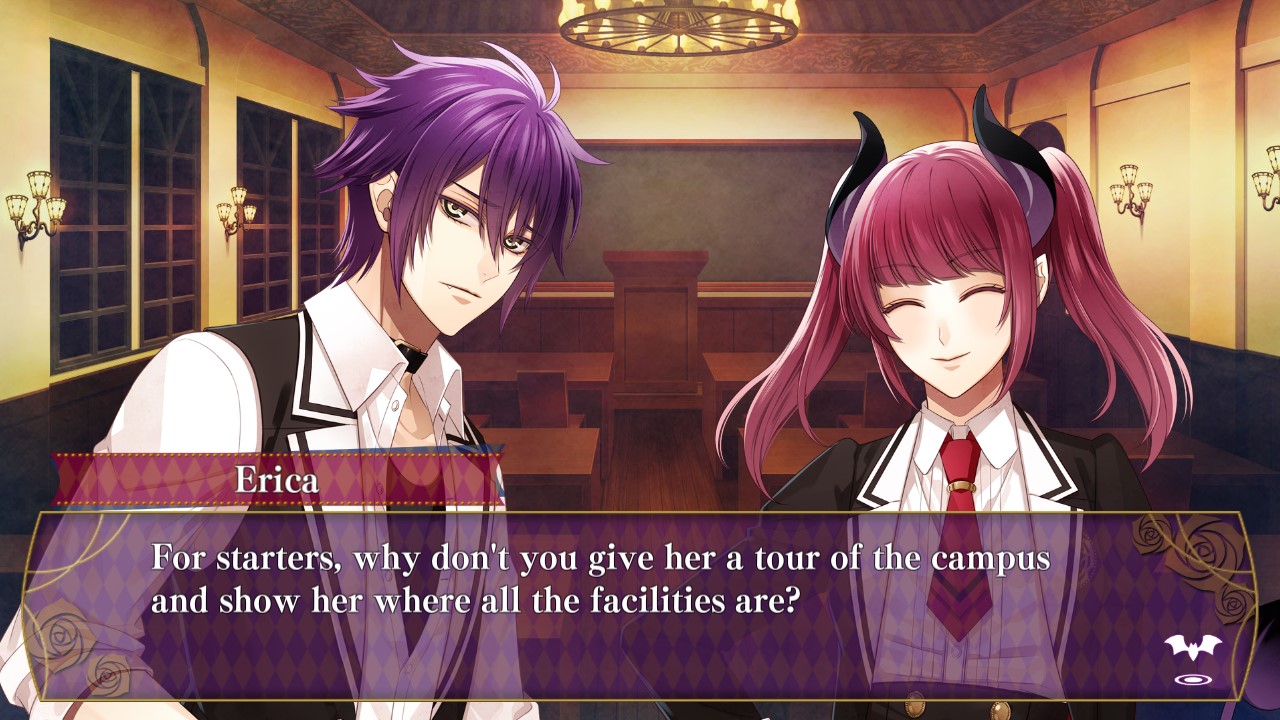 Erica
For starters, why don't you give her a tour of the campus
and show her where all the facilities are?